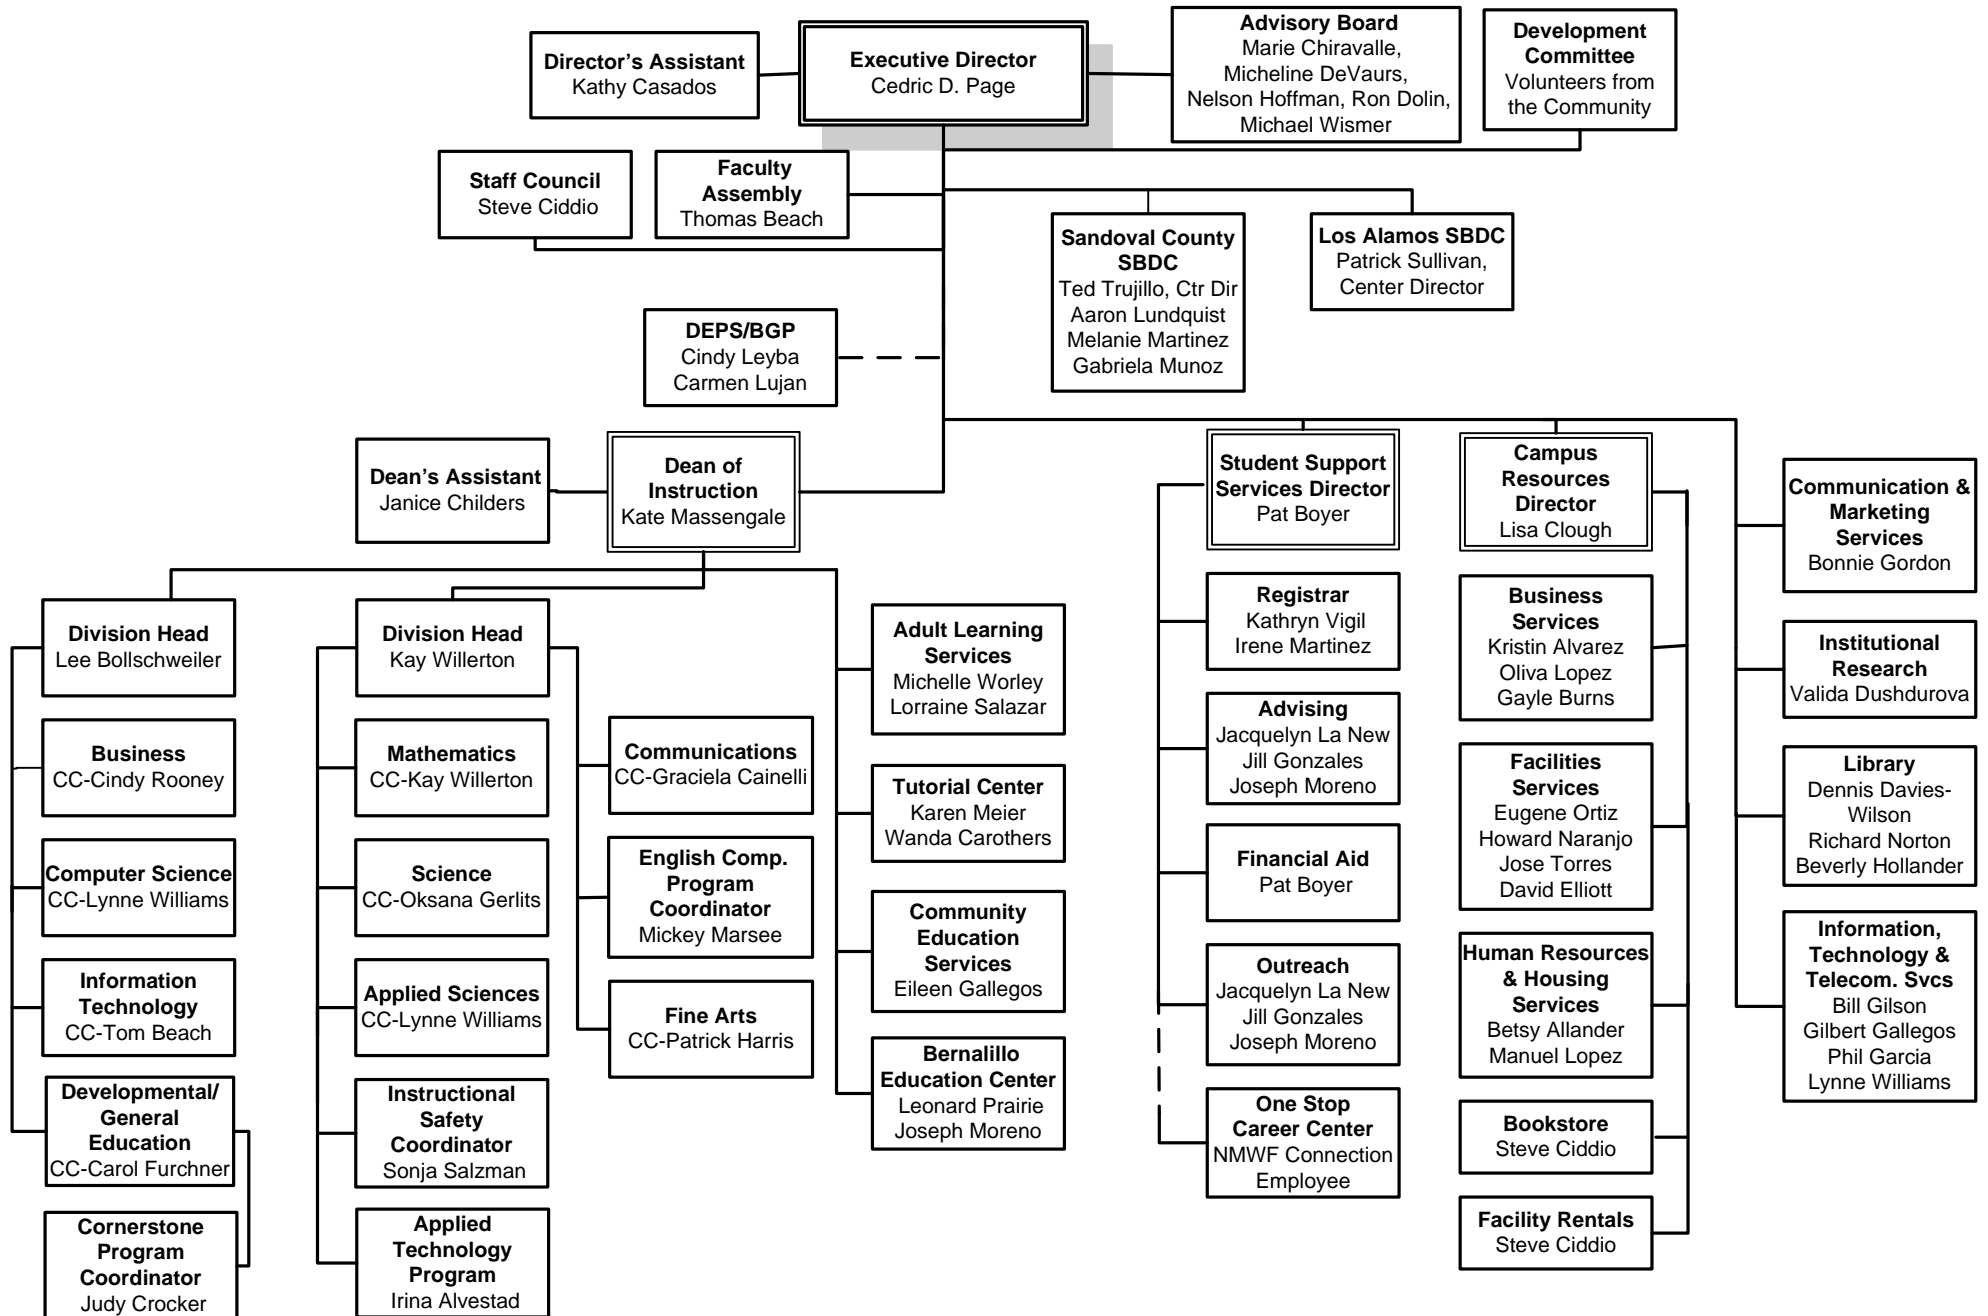 Director’s Assistant
Kathy Casados
Executive Director
Cedric D. Page
Advisory Board
Marie Chiravalle,
Micheline DeVaurs,
Nelson Hoffman, Ron Dolin,
Michael Wismer
Development
Committee
Volunteers from
the Community
Staff Council
Steve Ciddio
Faculty
Assembly
Thomas Beach
Sandoval County
SBDC
Ted Trujillo, Ctr Dir
Aaron Lundquist
Melanie Martinez
Gabriela Munoz
Los Alamos SBDC
Patrick Sullivan,
Center Director
DEPS/BGP
Cindy Leyba
Carmen Lujan
Dean’s Assistant
Janice Childers
Dean of
Instruction
Kate Massengale
Student Support
Services Director
Pat Boyer
Campus
Resources
Director
Lisa Clough
Communication &
Marketing
Services
Bonnie Gordon
Division Head
Lee Bollschweiler
Business
CC-Cindy Rooney
Computer Science
CC-Lynne Williams
Information
Technology
CC-Tom Beach
Developmental/
General
Education
CC-Carol Furchner
Cornerstone
Program
Coordinator
Judy Crocker
Division Head
Kay Willerton
Mathematics
CC-Kay Willerton
Science
CC-Oksana Gerlits
Applied Sciences
CC-Lynne Williams
Instructional
Safety
Coordinator
Sonja Salzman
Applied
Technology
Program
Irina Alvestad
Communications
CC-Graciela Cainelli
English Comp.
Program
Coordinator
Mickey Marsee
Fine Arts
CC-Patrick Harris
Adult Learning
Services
Michelle Worley
Lorraine Salazar
Tutorial Center
Karen Meier
Wanda Carothers
Community
Education
Services
Eileen Gallegos
Bernalillo
Education Center
Leonard Prairie
Joseph Moreno
Registrar
Kathryn Vigil
Irene Martinez
Advising
Jacquelyn La New
Jill Gonzales
Joseph Moreno
Financial Aid
Pat Boyer
Outreach
Jacquelyn La New
Jill Gonzales
Joseph Moreno
One Stop
Career Center
NMWF Connection
Employee
Business
Services
Kristin Alvarez
Oliva Lopez
Gayle Burns
Facilities
Services
Eugene Ortiz
Howard Naranjo
Jose Torres
David Elliott
Human Resources
& Housing
Services
Betsy Allander
Manuel Lopez
Bookstore
Steve Ciddio
Facility Rentals
Steve Ciddio
Institutional
Research
Valida Dushdurova
Library
Dennis Davies-
Wilson
Richard Norton
Beverly Hollander
Information,
Technology &
Telecom. Svcs
Bill Gilson
Gilbert Gallegos
Phil Garcia
Lynne Williams